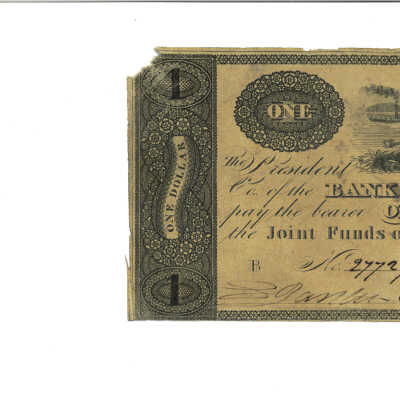 1
ONE DOLLAR
1
ONE
The President
Co. of the BANK
pay the bearer
the Joint Funds
B No. 2772